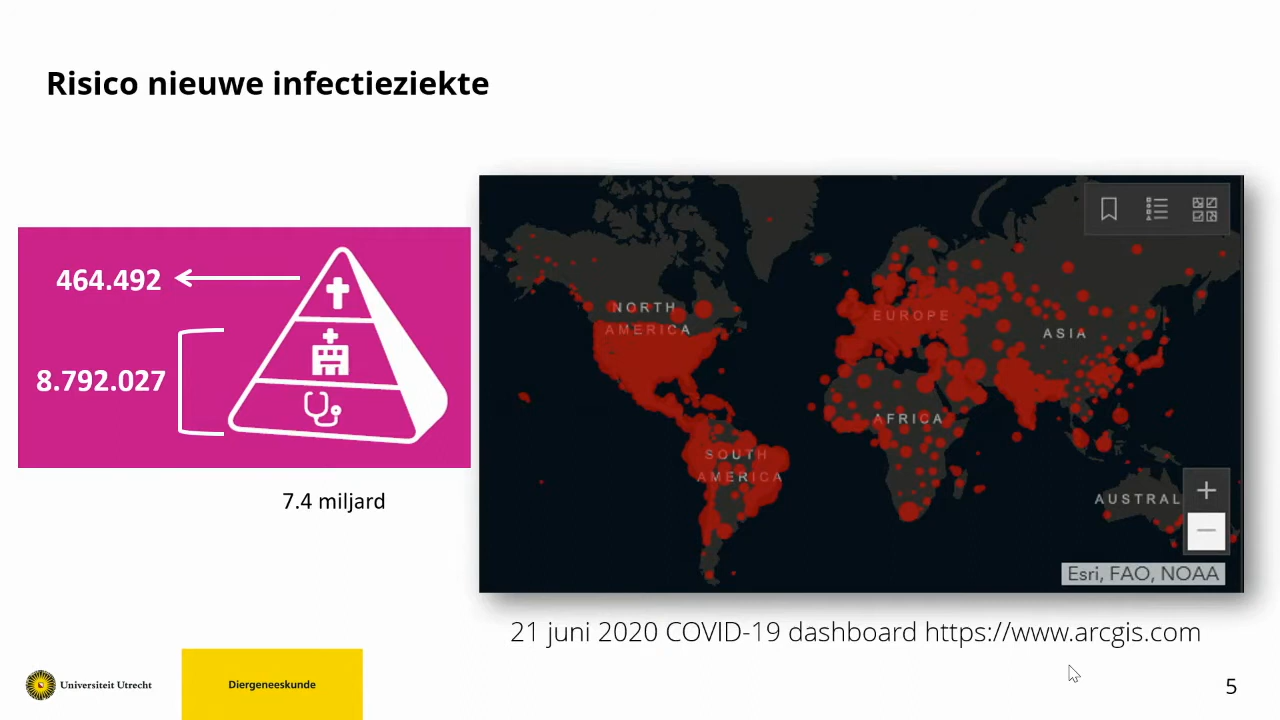 Risico nieuwe infectieziekte
464.492
8.792.027
7.4 miljard
NORTH
AMERICA
EUROPE
ASIA
AFRICA
SOUTH
AMERICA
AUSTRAL
Esri, FAO, NOAA
21 juni 2020 COVID-19 dashboard https://www.arcgis.com
Universiteit Utrecht
Diergeneeskunde
5